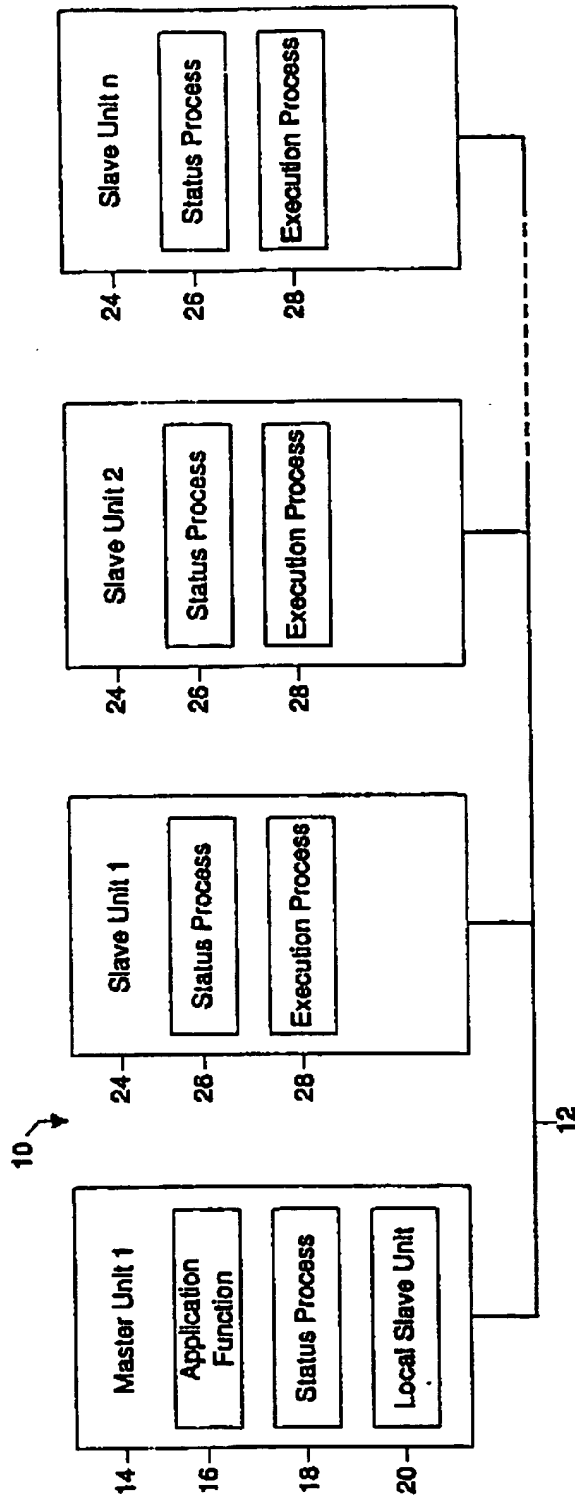 10
14
Master Unit 1
16
Application
Function
18
Status Process
20
Local Slave Unit
24
Slave Unit 1
28
Status Process
28
Execution Process
24
Slave Unit 2
26
Status Process
28
Execution Process
24
Slave Unit n
26
Status Process
28
Execution Process
12